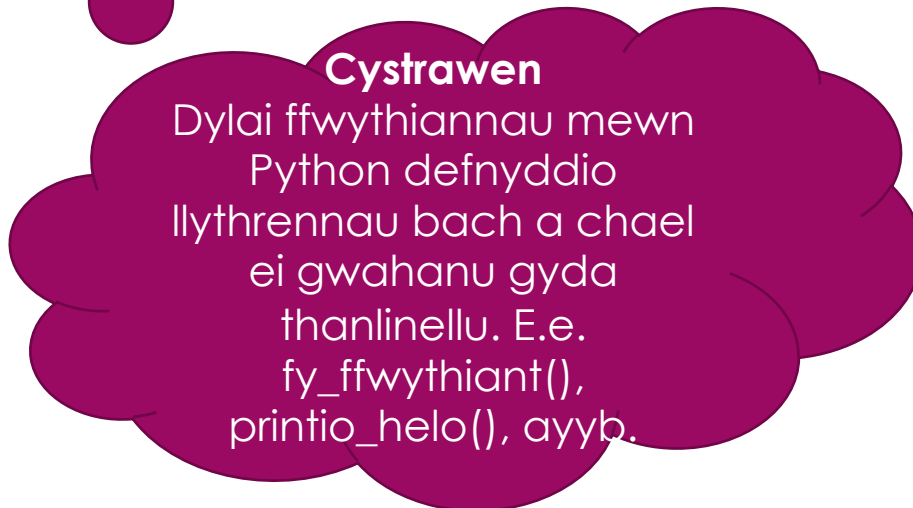 Cystrawen
Dylai ffwythiannau mewn
Python defnyddio
llythrennau bach a chael
ei gwahanu gyda
thanlinellu. E.e.
fy_ffwythiant(),
printio_helo(), ayyb.